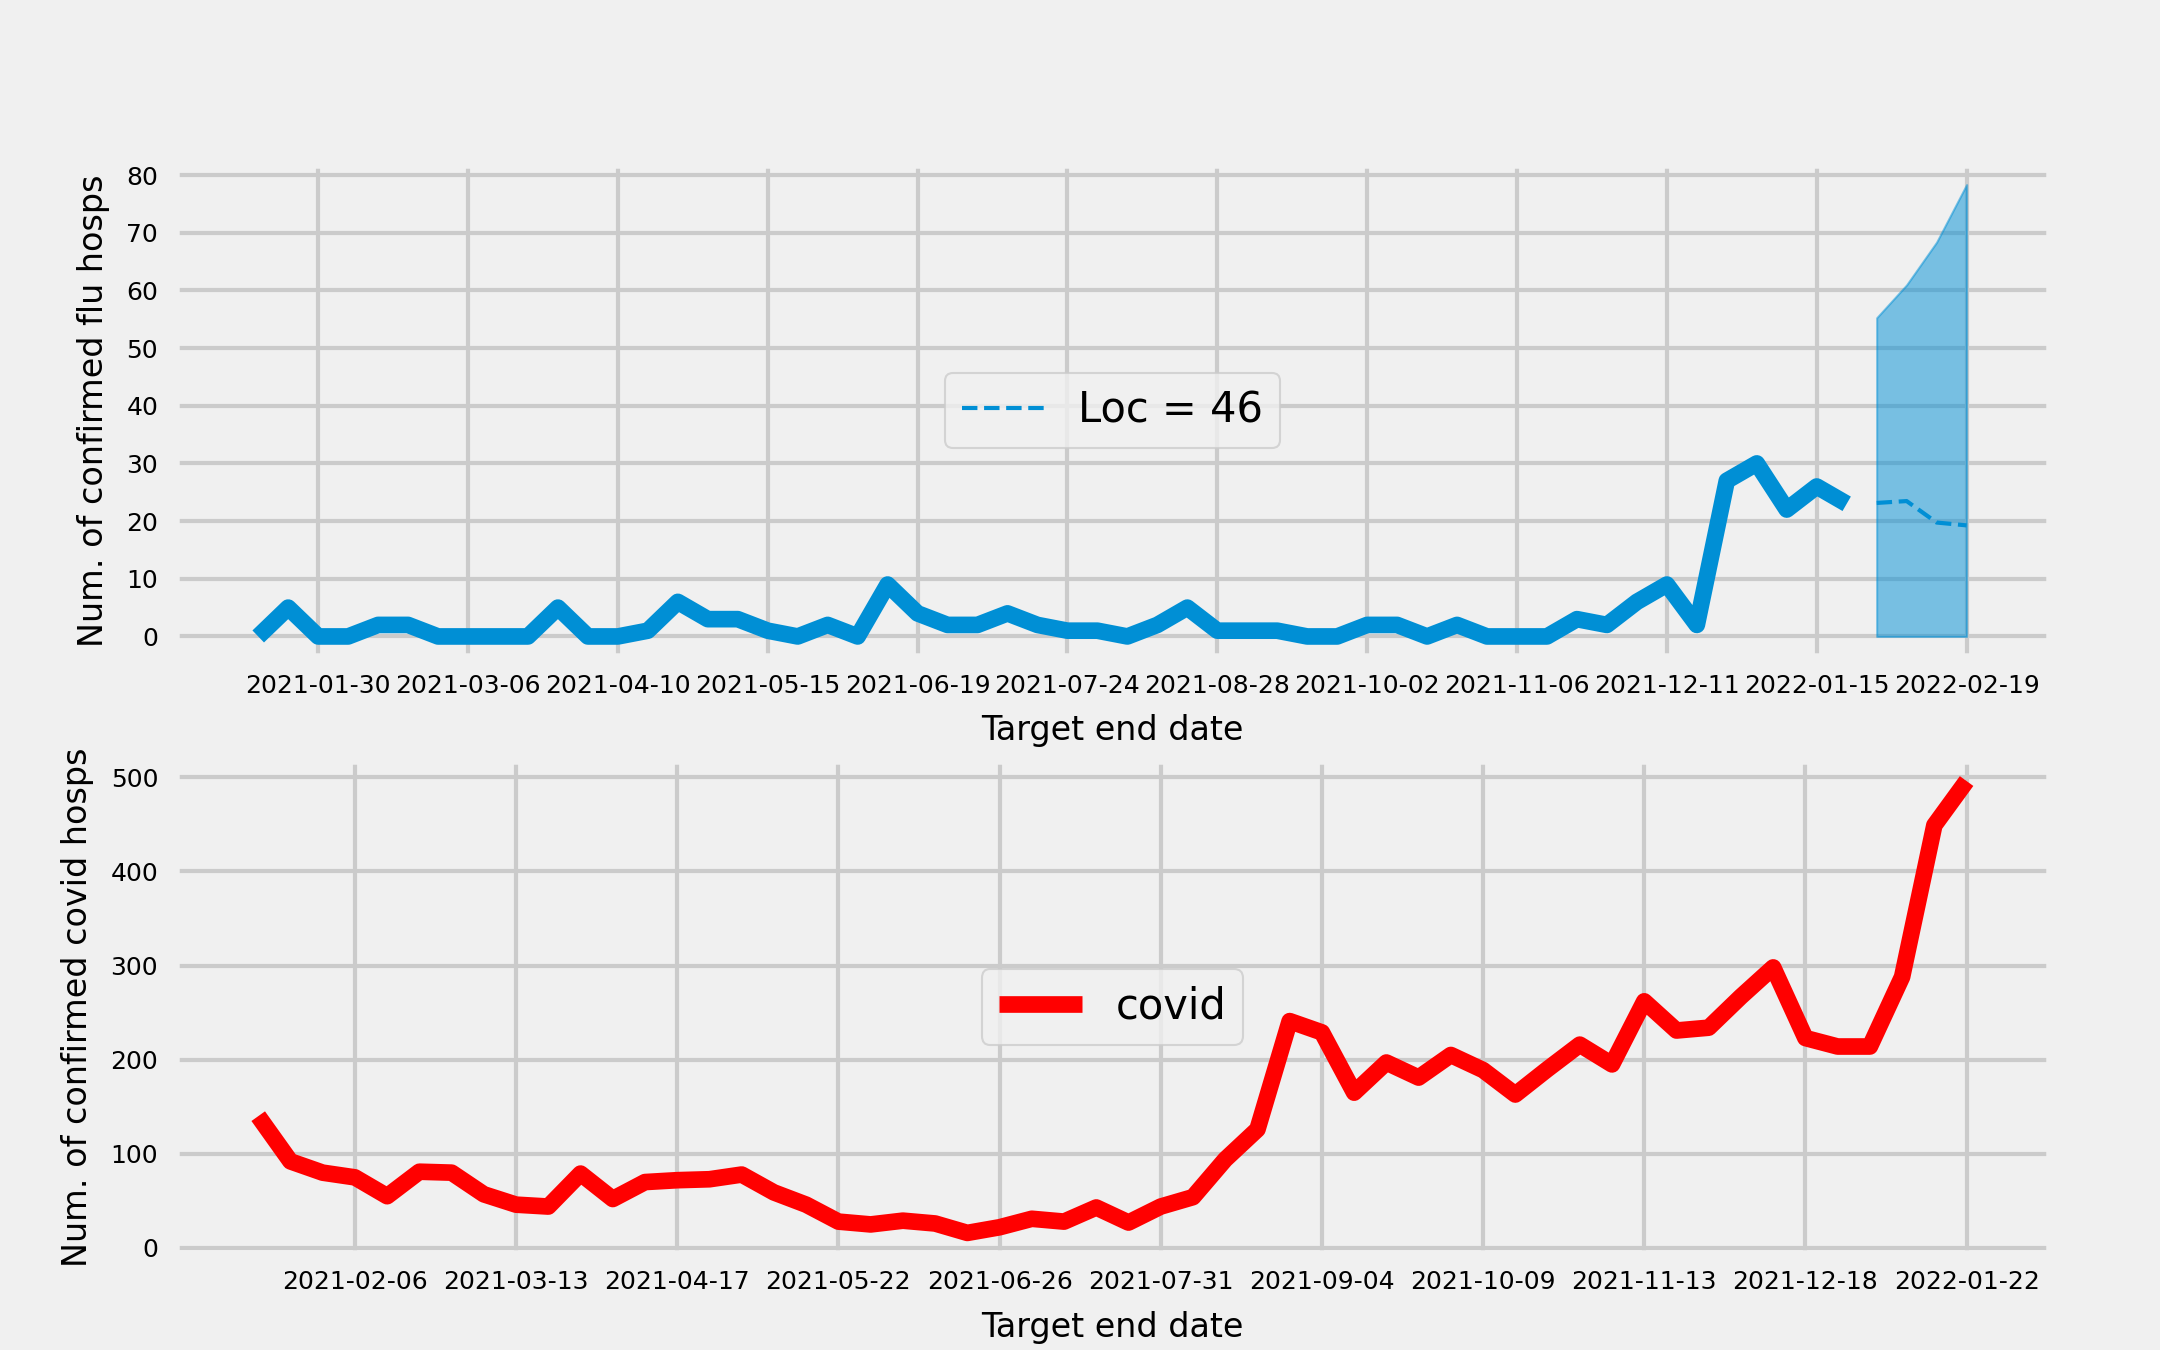 Num. of confirmed flu hosps
80
70
60
50
40
30
20
10
0
Loc = 46
2021-01-30 2021-03-06 2021-04-10 2021-05-15 2021-06-19 2021-07-24 2021-08-28 2021-10-02 2021-11-06 2021-12-11 2022-01-15 2022-02-19
Target end date
Num. of confirmed covid hosps
500
400
300
200
100
0
covid
2021-02-06 2021-03-13 2021-04-17 2021-05-22 2021-06-26 2021-07-31 2021-09-04 2021-10-09 2021-11-13 2021-12-18 2022-01-22
Target end date